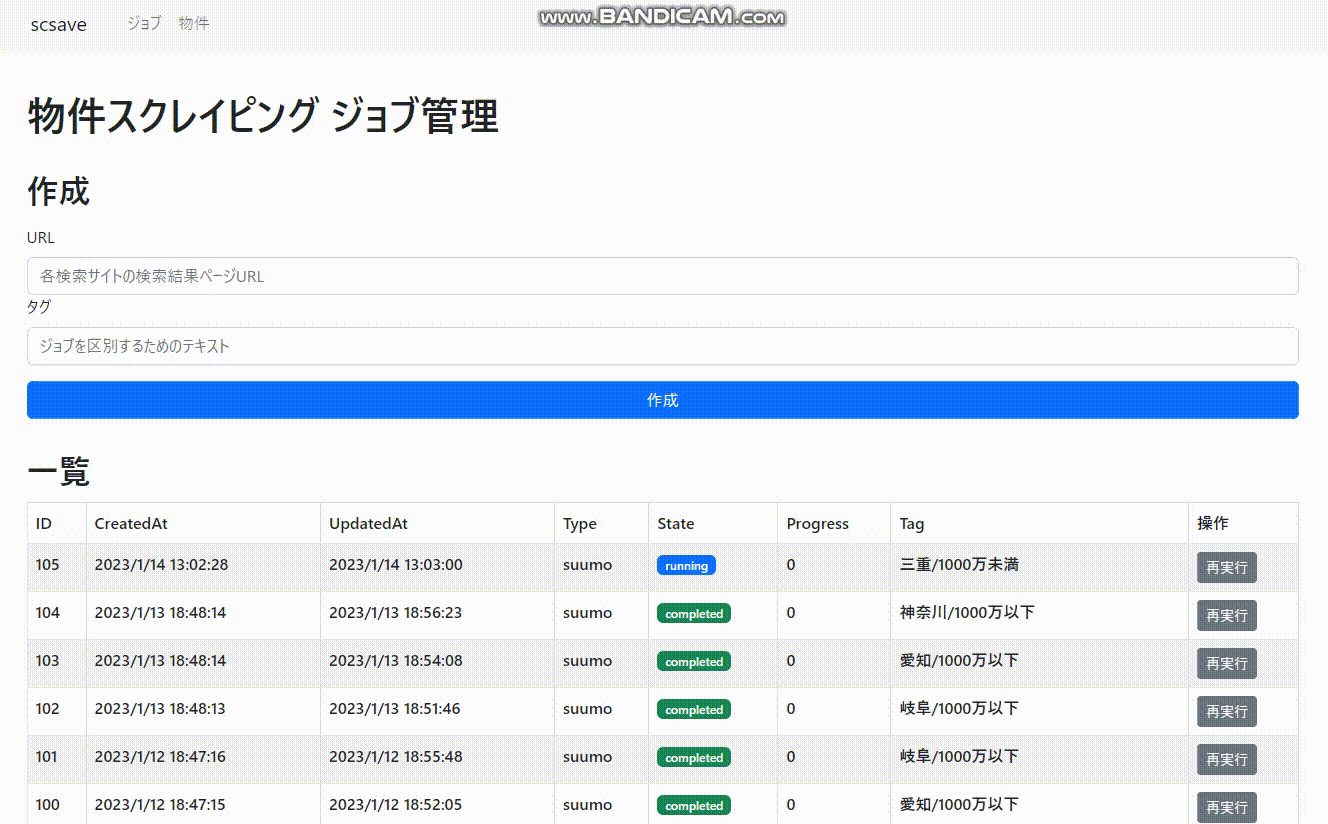 scsave ジョブ 物件
www.BANDICAM.com
物件スクレイピング ジョブ管理
作成
URL
各検索サイトの検索結果ページURL
タグ
ジョブを区別するためのテキスト
作成
一覧
ID CreatedAt UpdatedAt Type State Progress Tag 操作
105 2023/1/14 13:02:28 2023/1/14 13:03:00 suumo running 0 三重/1000万未満 再実行
104 2023/1/13 18:48:14 2023/1/13 18:56:23 suumo completed 0 神奈川/1000万以下 再実行
103 2023/1/13 18:48:14 2023/1/13 18:54:08 suumo completed 0 愛知/1000万以下 再実行
102 2023/1/13 18:48:13 2023/1/13 18:51:46 suumo completed 0 岐阜/1000万以下 再実行
101 2023/1/12 18:47:16 2023/1/12 18:55:48 suumo completed 0 岐阜/1000万以下 再実行
100 2023/1/12 18:47:15 2023/1/12 18:52:05 suumo completed 0 愛知/1000万以下 再実行